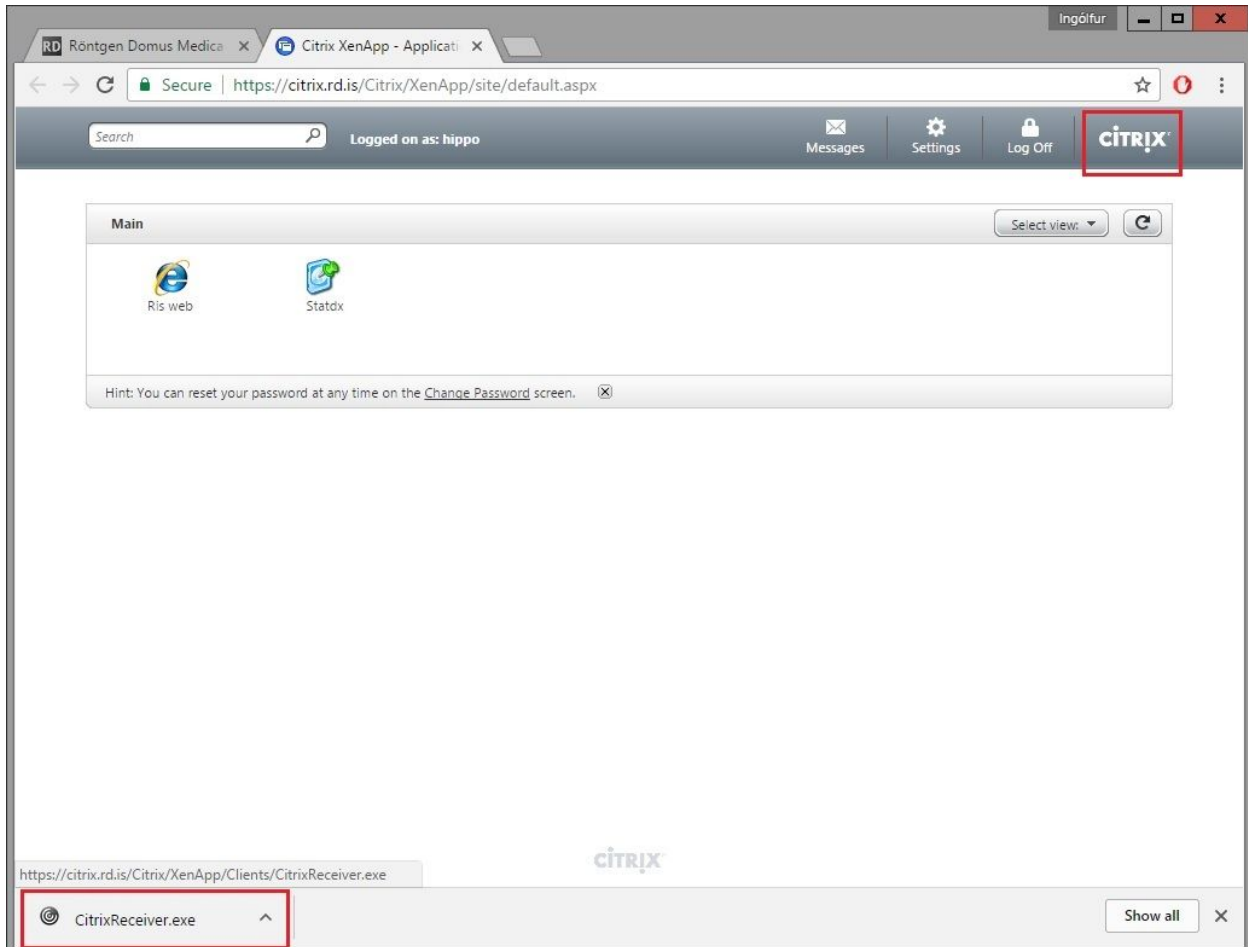 Ingólfur
RD Röntgen Domus Medica
Citrix XenApp - Applicati
Secure | https://citrix.rd.is/Citrix/XenApp/site/default.aspx
Search
Logged on as: hippo
Messages
Settings
Log Off
CITRIX
Main
Select view:
Ris web
Statdx
Hint: You can reset your password at any time on the Change Password screen.
CITRIX
https://citrix.rd.is/Citrix/XenApp/Clients/CitrixReceiver.exe
CitrixReceiver.exe
Show all